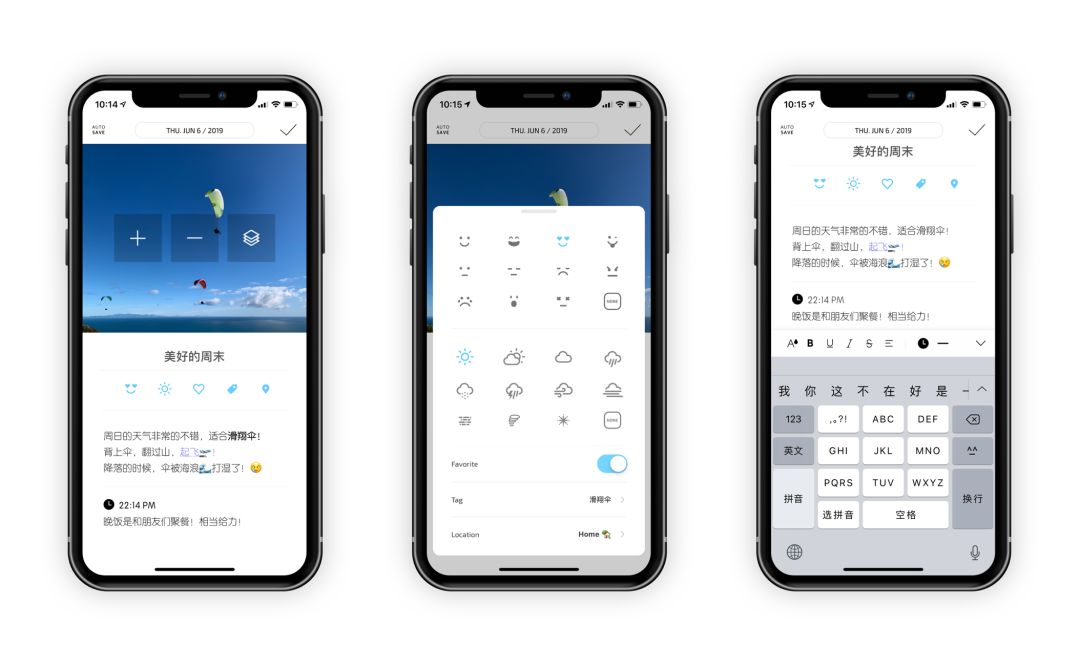 10:14
AUTO
SAVE
THU. JUN 6 / 2019
美好的周末
周日的天气非常的不错，适合滑翔伞！
背上伞，翻过山，起飞🛫！
降落的时候，伞被海浪🌊打湿了！😢
22:14 PM
晚饭是和朋友们聚餐！相当给力！
10:15
AUTO
SAVE
THU. JUN 6 / 2019
NONE
NONE
Favorite
Tag
滑翔伞
Location
Home 🏡
10:15
AUTO
SAVE
THU. JUN 6 / 2019
美好的周末
周日的天气非常的不错，适合滑翔伞！
背上伞，翻过山，起飞🛫！
降落的时候，伞被海浪🌊打湿了！😢
22:14 PM
晚饭是和朋友们聚餐！相当给力！
A B U I S
我 你 这 不 在 好 是 一
123 ,。?! ABC DEF
英文 GHI JKL MNO ^^
拼音 PQRS TUV WXYZ 换行
选拼音 空格